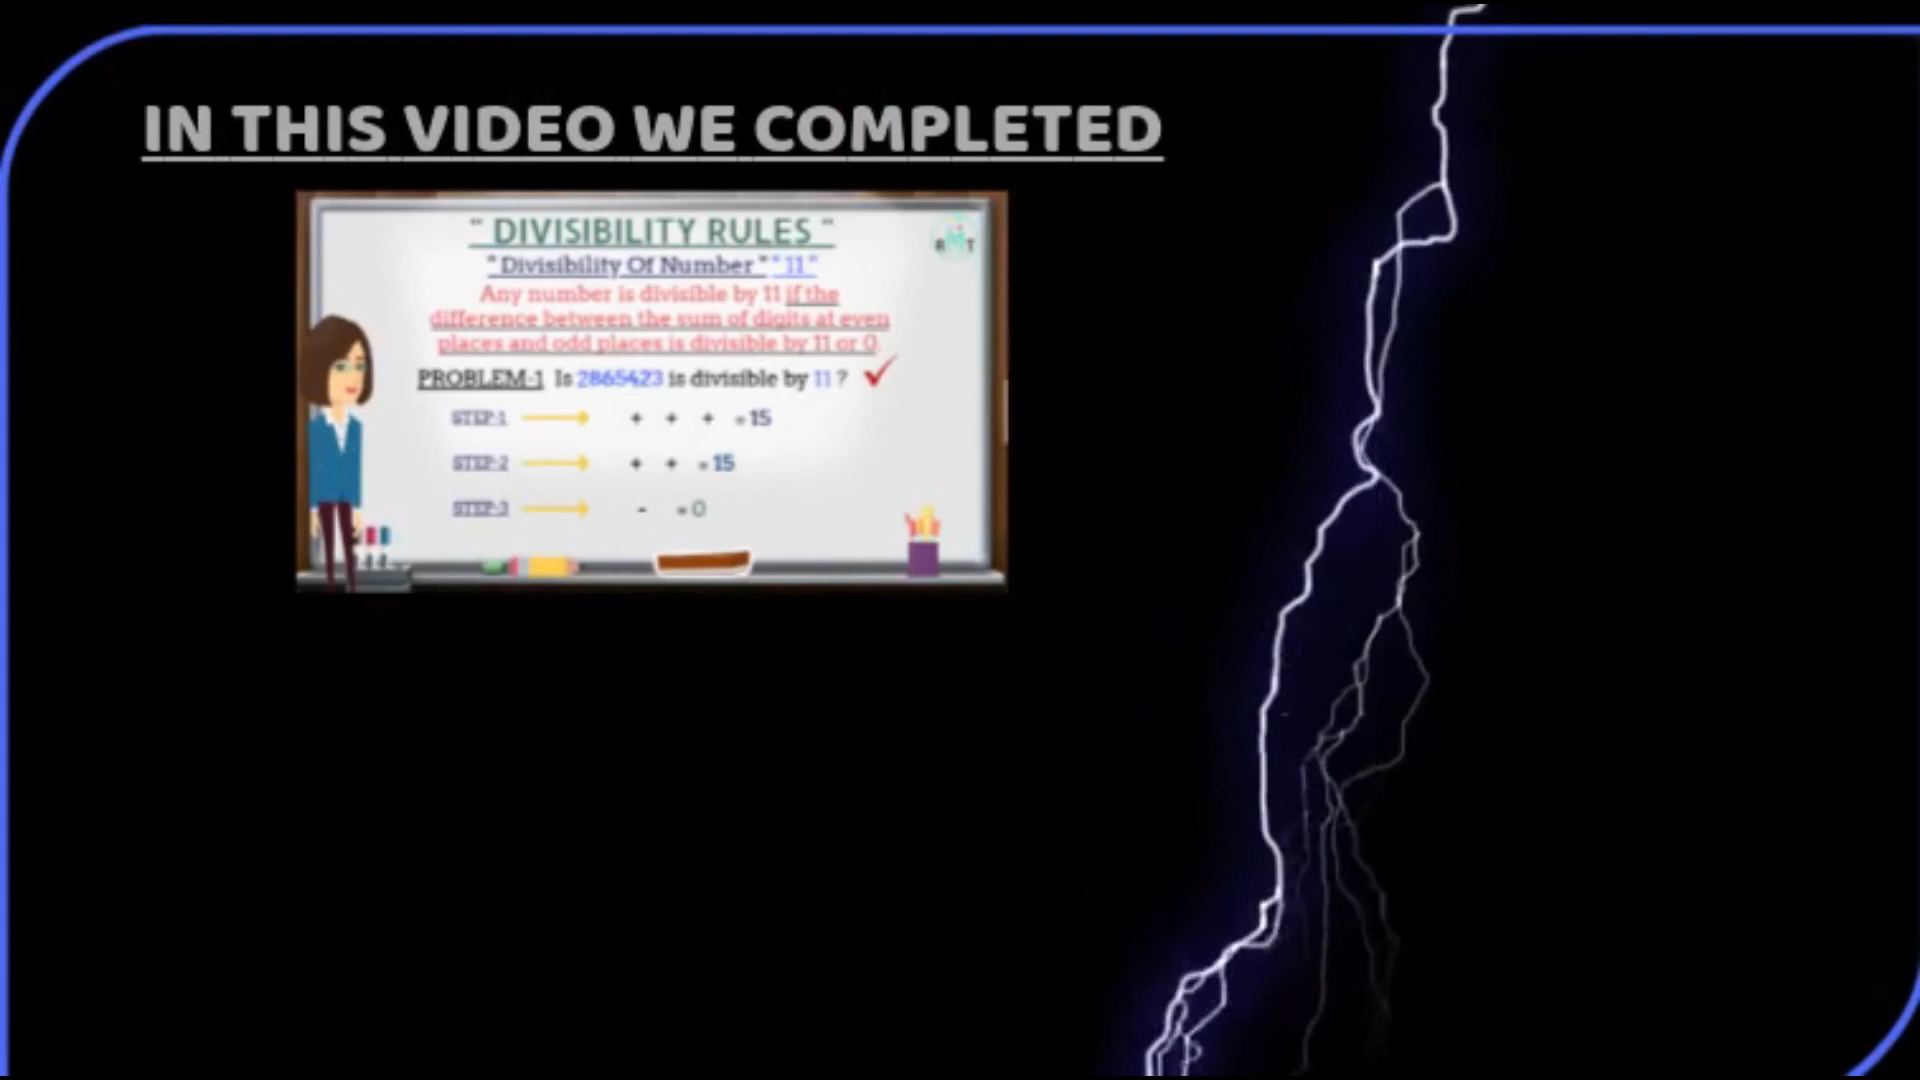 IN THIS VIDEO WE COMPLETED
" DIVISIBILITY RULES "
R M T
" Divisibility Of Number " " 11 "
Any number is divisible by 11 if the
difference between the sum of digits at even
places and odd places is divisible by 11 or 0
PROBLEM-1 Is 2865423 is divisible by 11 ?
STEP-1 + + + = 15
STEP-2 + + = 15
STEP-3 - = 0